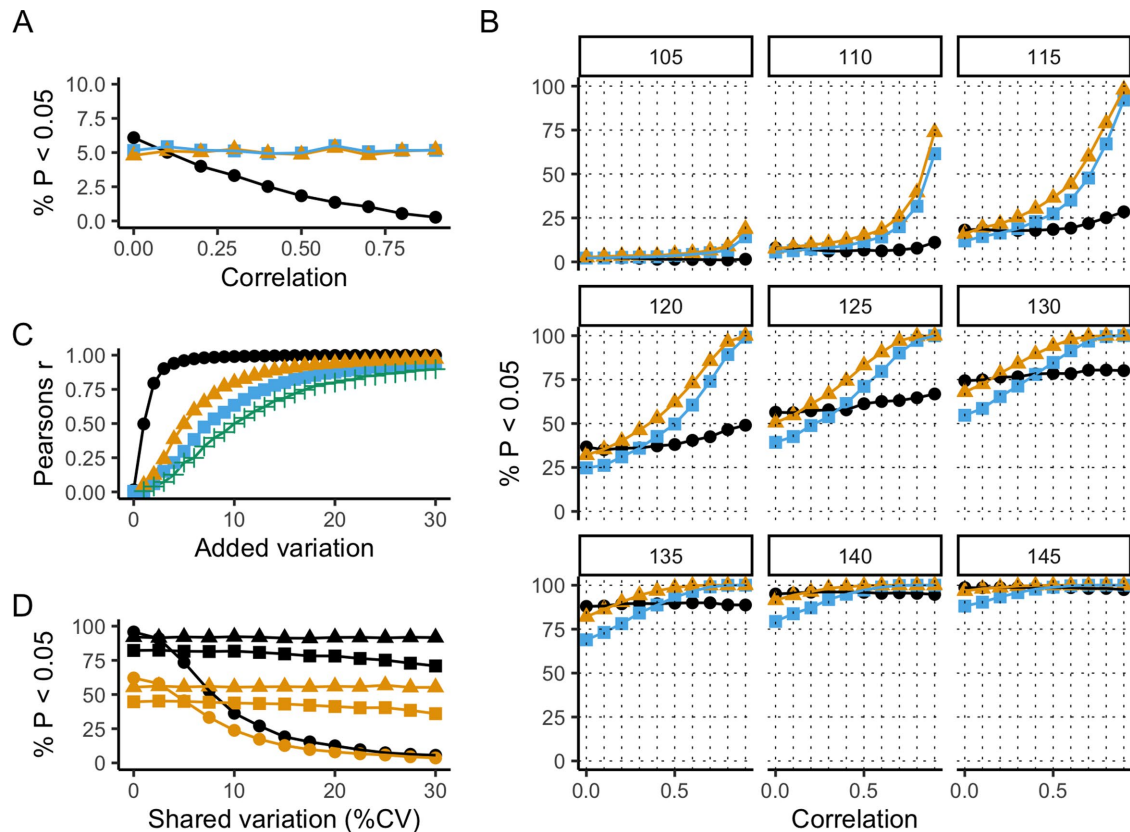 A
10.0
7.5
5.0
2.5
0.0
% P < 0.05
0.00 0.25 0.50 0.75
Correlation
B
105 110 115
100
75
50
25
0
120 125 130
100
75
50
25
0
135 140 145
100
75
50
25
0
% P < 0.05
0.0 0.5 0.0 0.5 0.0 0.5
Correlation
C
1.00
0.75
0.50
0.25
0.00
Pearsons r
0 10 20 30
Added variation
D
100
75
50
25
0
% P < 0.05
0 10 20 30
Shared variation (%CV)